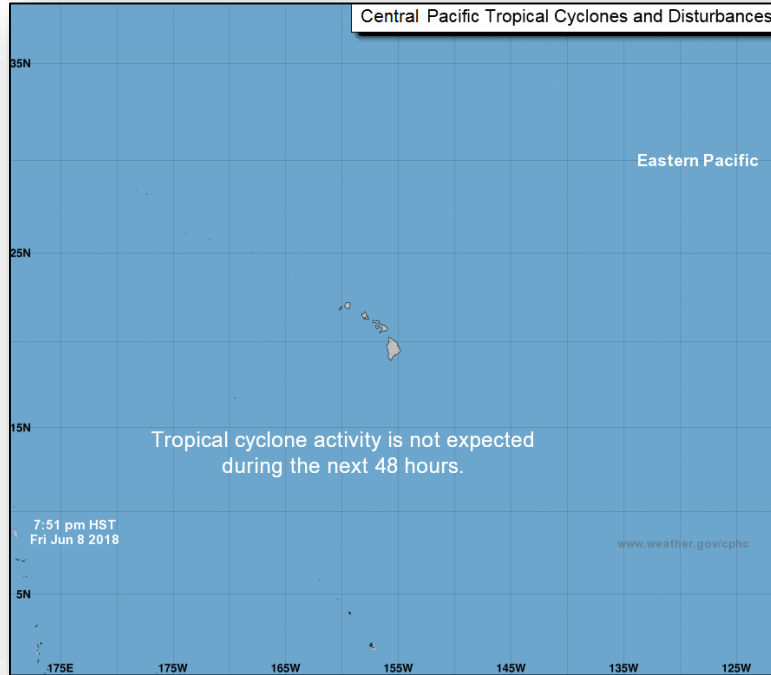 Central Pacific Tropical Cyclones and Disturbances
35N
Eastern Pacific
25N
15N
Tropical cyclone activity is not expected
during the next 48 hours.
7:51 pm HST
Fri Jun 8 2018
www.weather.gov/cphc
5N
175E 175W 165W 155W 145W 135W 125W